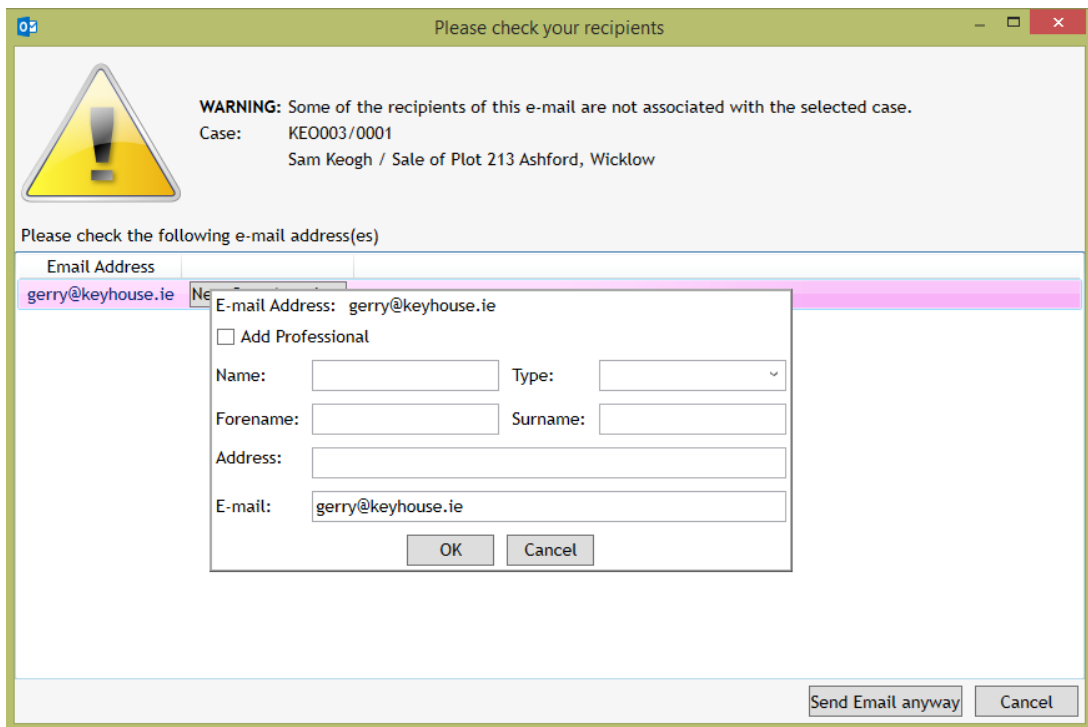 Please check your recipients
WARNING: Some of the recipients of this e-mail are not associated with the selected case.
Case: KEO003/0001
Sam Keogh / Sale of Plot 213 Ashford, Wicklow
Please check the following e-mail address(es)
Email Address
gerry@keyhouse.ie
E-mail Address: gerry@keyhouse.ie
Add Professional
Name: Type:
Forename: Surname:
Address:
E-mail: gerry@keyhouse.ie
OK Cancel
Send Email anyway Cancel